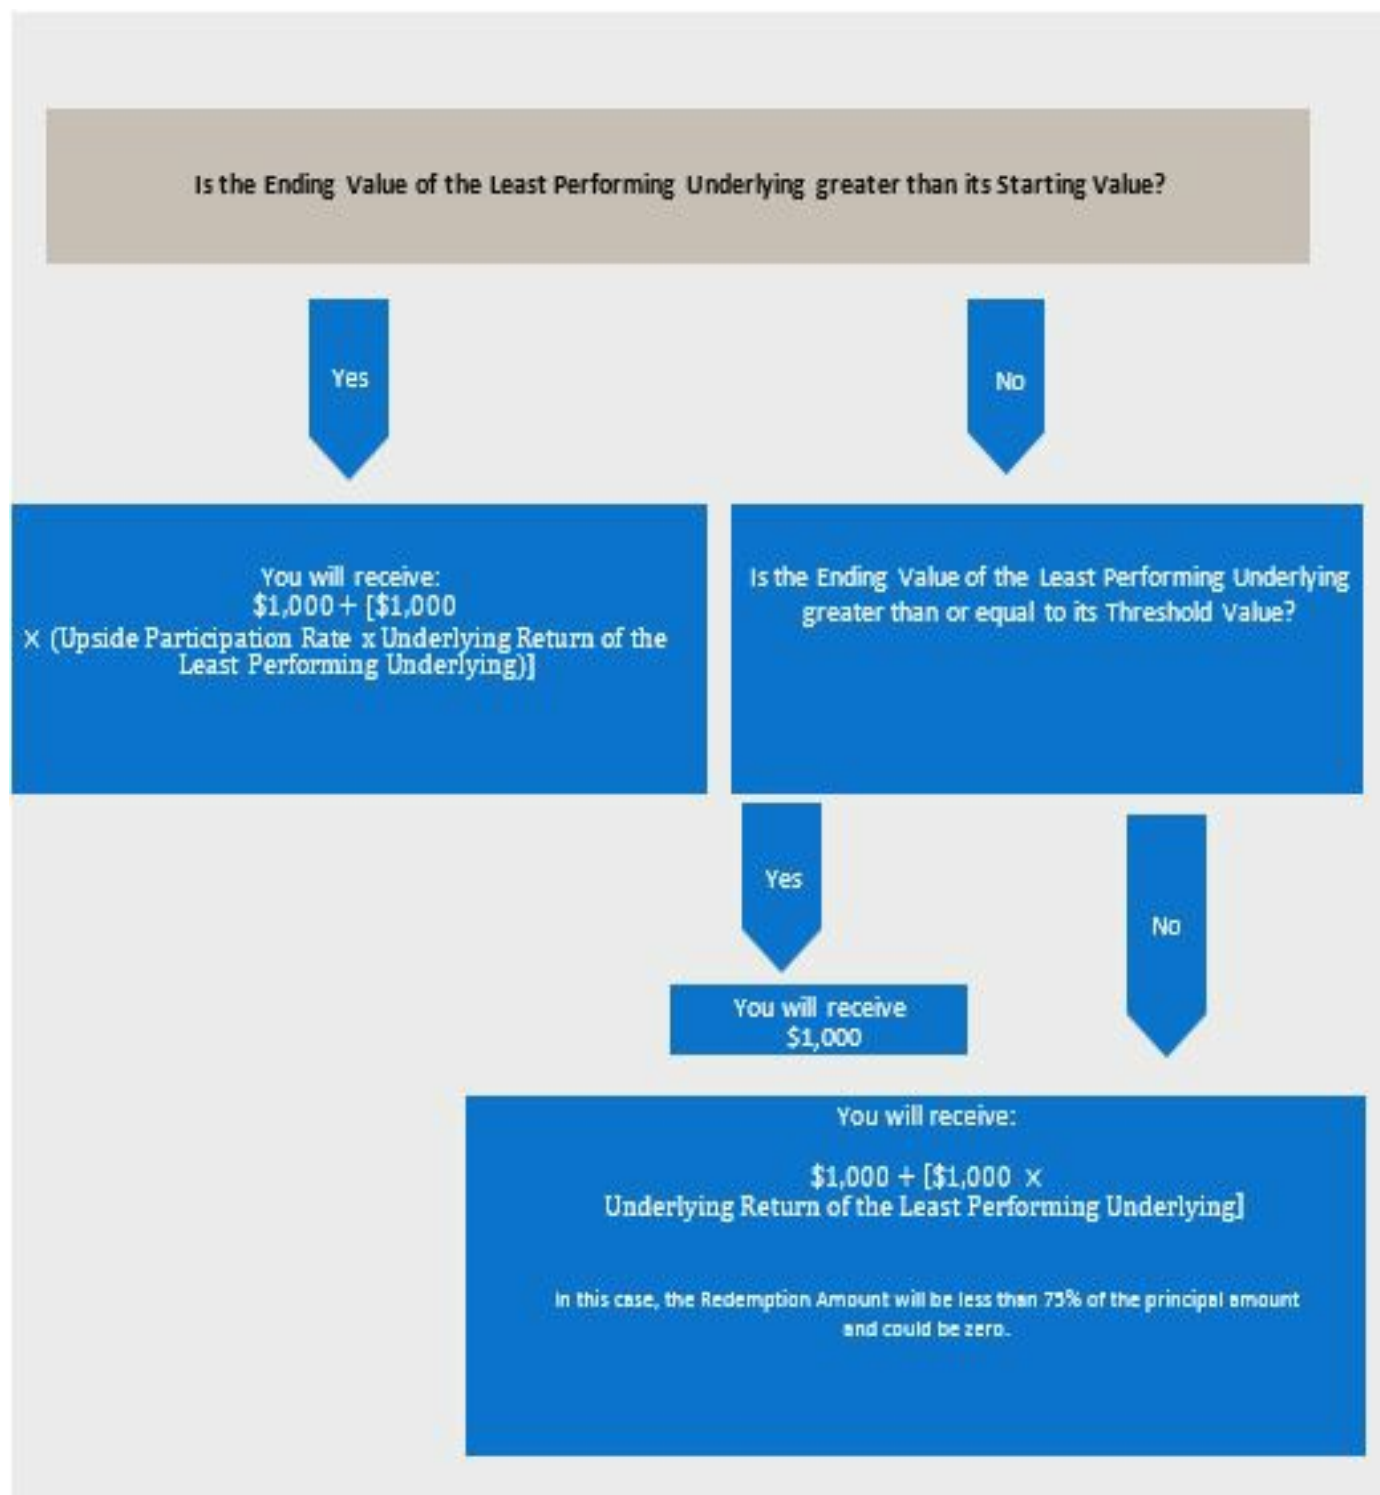 Is the Ending Value of the Least Performing Underlying greater than its Starting Value?
Yes
No
You will receive:
$1,000 + [$1,000
× (Upside Participation Rate x Underlying Return of the
Least Performing Underlying)]
Is the Ending Value of the Least Performing Underlying
greater than or equal to its Threshold Value?
Yes
No
You will receive
$1,000
You will receive:
$1,000 + [$1,000 ×
Underlying Return of the Least Performing Underlying]
In this case, the Redemption Amount will be less than 75% of the principal amount
and could be zero.